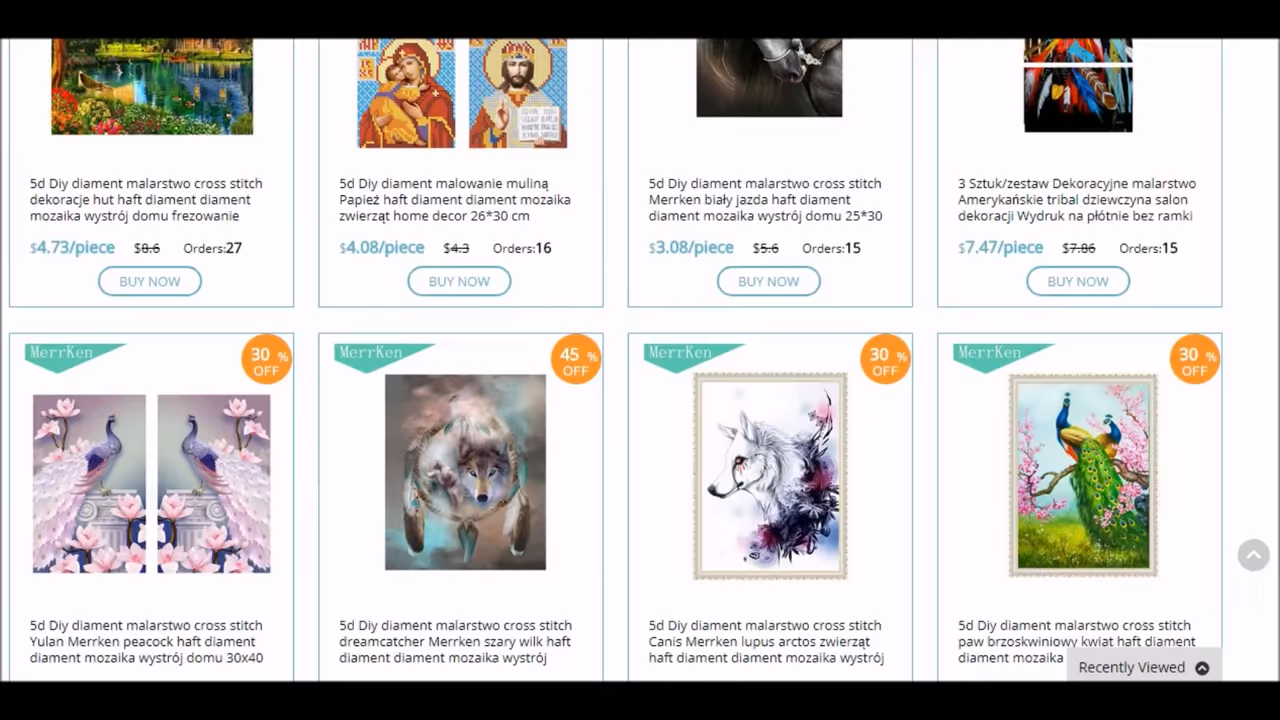 5d Diy diament malarstwo cross stitch
dekoracje hut haft diament diament
mozaika wystrój domu frezowanie
$4.73/piece $8.6 Orders:27
BUY NOW
5d Diy diament malowanie muliną
Papież haft diament diament mozaika
zwierząt home decor 26*30 cm
$4.08/piece $4.3 Orders:16
BUY NOW
5d Diy diament malarstwo cross stitch
Merrken biały jazda haft diament
diament mozaika wystrój domu 25*30
$3.08/piece $5.6 Orders:15
BUY NOW
3 Sztuk/zestaw Dekoracyjne malarstwo
Amerykańskie tribal dziewczyna salon
dekoracji Wydruk na płótnie bez ramki
$7.47/piece $7.86 Orders:15
BUY NOW
MerrKen
30 %
OFF
5d Diy diament malarstwo cross stitch
Yulan Merrken peacock haft diament
diament mozaika wystrój domu 30x40
MerrKen
45 %
OFF
5d Diy diament malarstwo cross stitch
dreamcatcher Merrken szary wilk haft
diament diament mozaika wystrój
MerrKen
30 %
OFF
5d Diy diament malarstwo cross stitch
Canis Merrken lupus arctos zwierząt
haft diament diament mozaika wystrój
MerrKen
30 %
OFF
5d Diy diament malarstwo cross stitch
paw brzoskwiniowy kwiat haft diament
diament mozaika
Recently Viewed